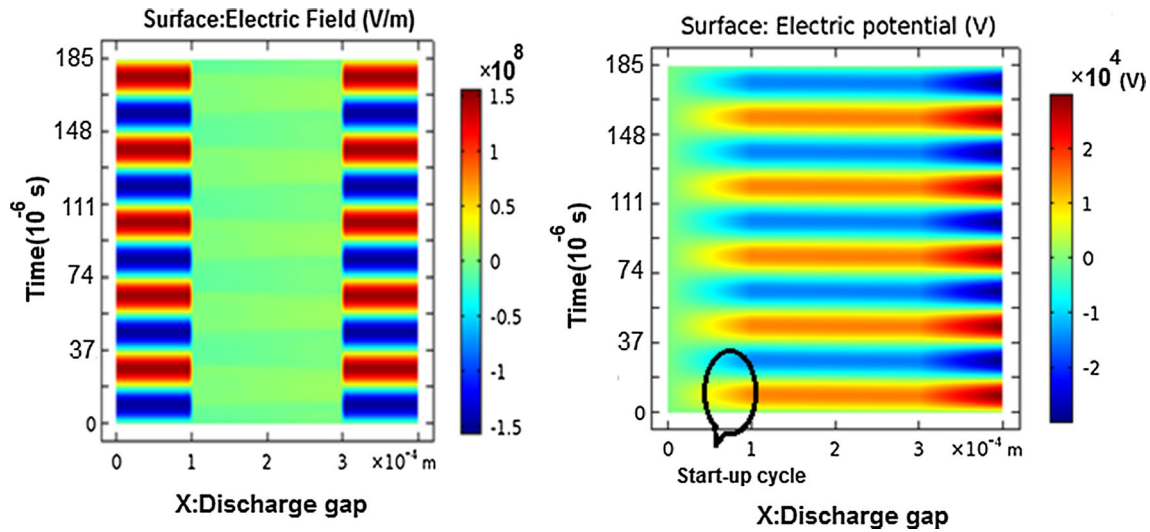 Surface:Electric Field (V/m)
185
148
111
74
37
0
Time(10^-6 s)
0 1 2 3 ×10^-4 m
X:Discharge gap
×10^8
1.5
1
0.5
0
-0.5
-1
-1.5
Surface: Electric potential (V)
185
148
111
74
37
0
Time(10^-6 s)
0 1 2 3 ×10^-4 m
Start-up cycle
X:Discharge gap
×10^4 (V)
2
1
0
-1
-2